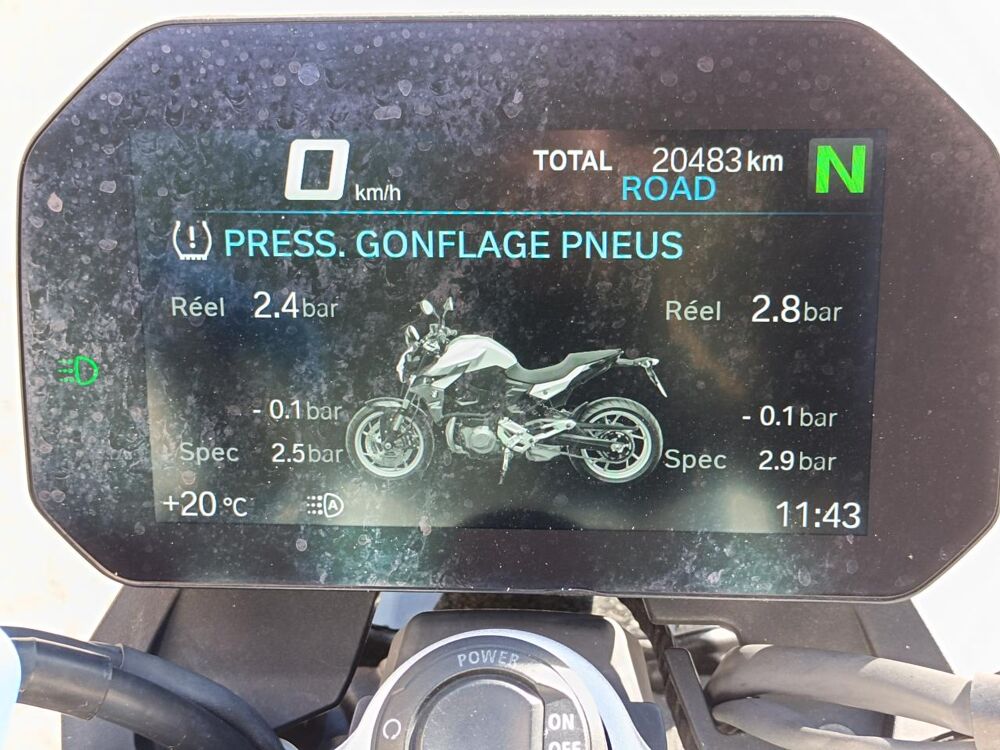 0 km/h TOTAL 20483 km N
ROAD
! PRESS. GONFLAGE PNEUS
Réel 2.4 bar Réel 2.8 bar
- 0.1 bar - 0.1 bar
Spec 2.5 bar Spec 2.9 bar
+20 °C A 11:43
POWER
ON
OFF